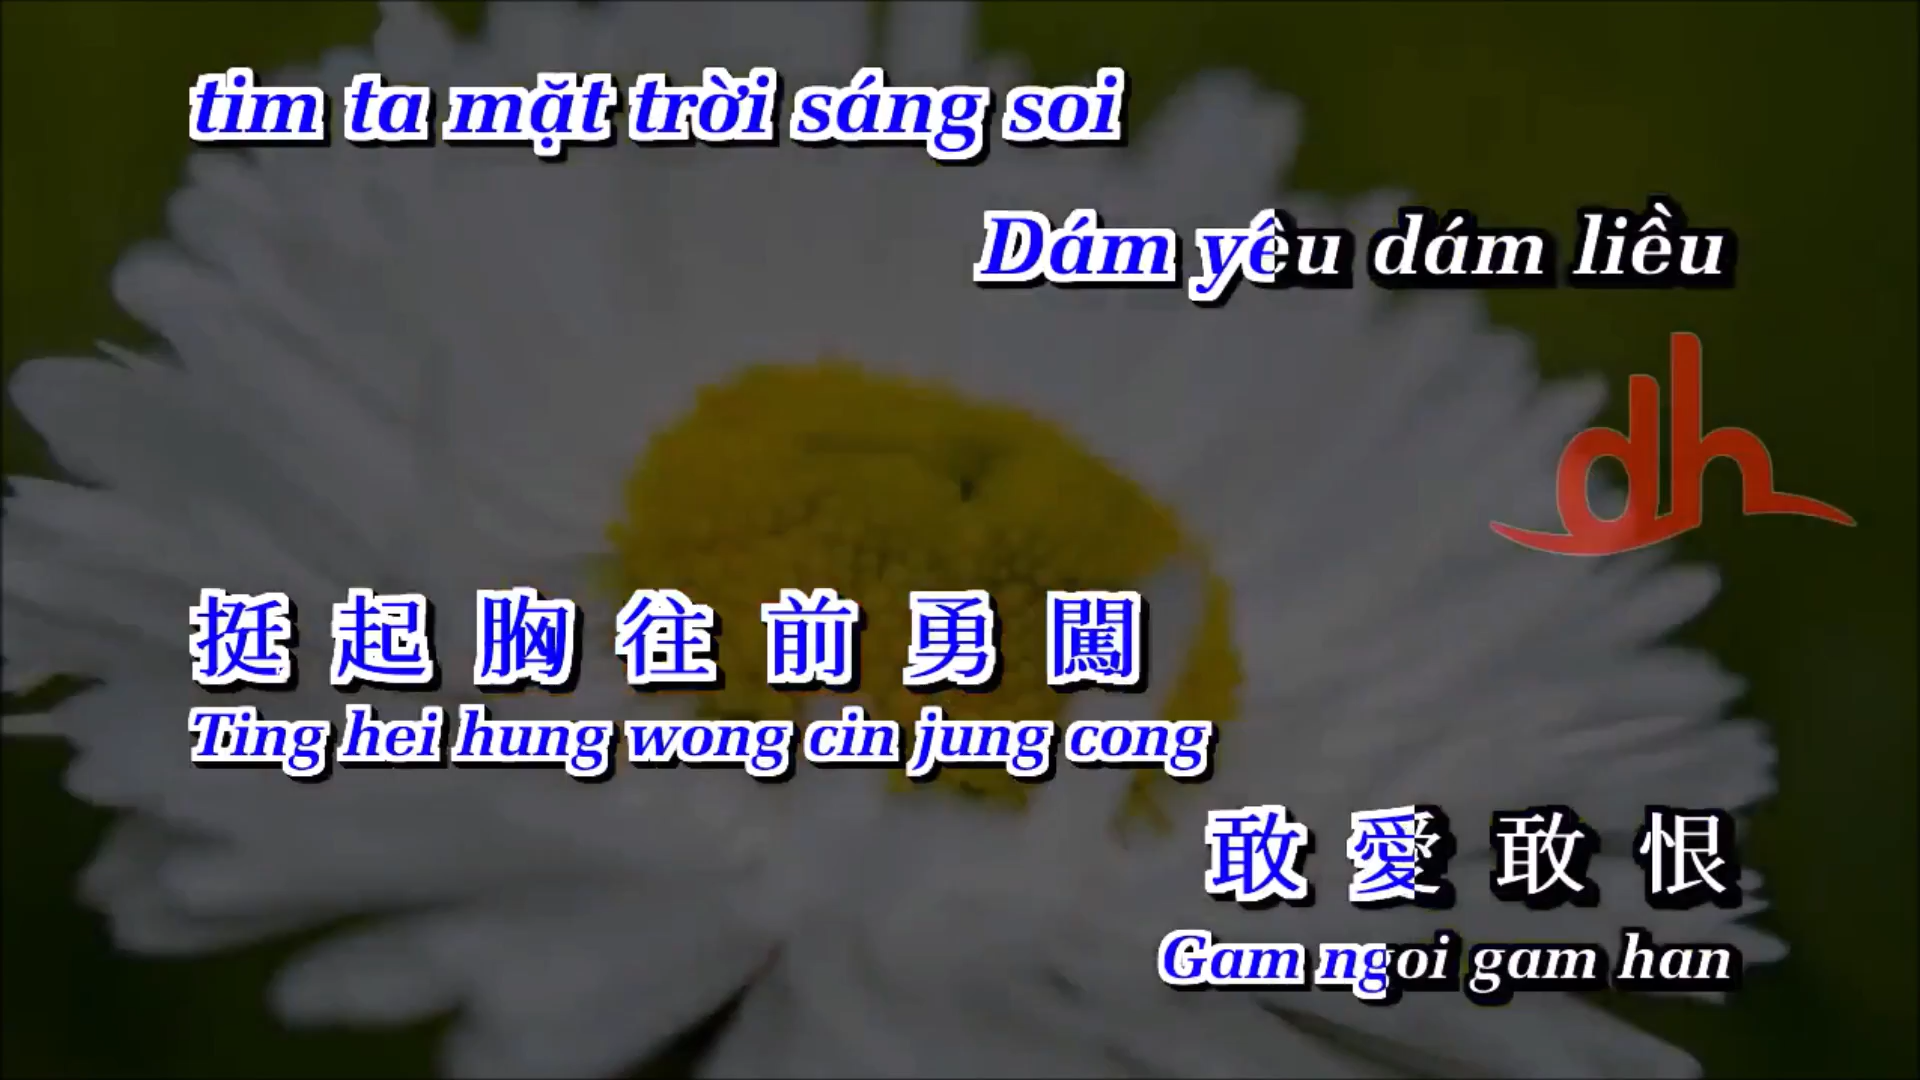 tim ta mặt trời sáng soi
Dám yêu dám liều
dh
挺 起 胸 往 前 勇 闖
Ting hei hung wong cin jung cong
敢 愛 敢 恨
Gam ngoi gam han